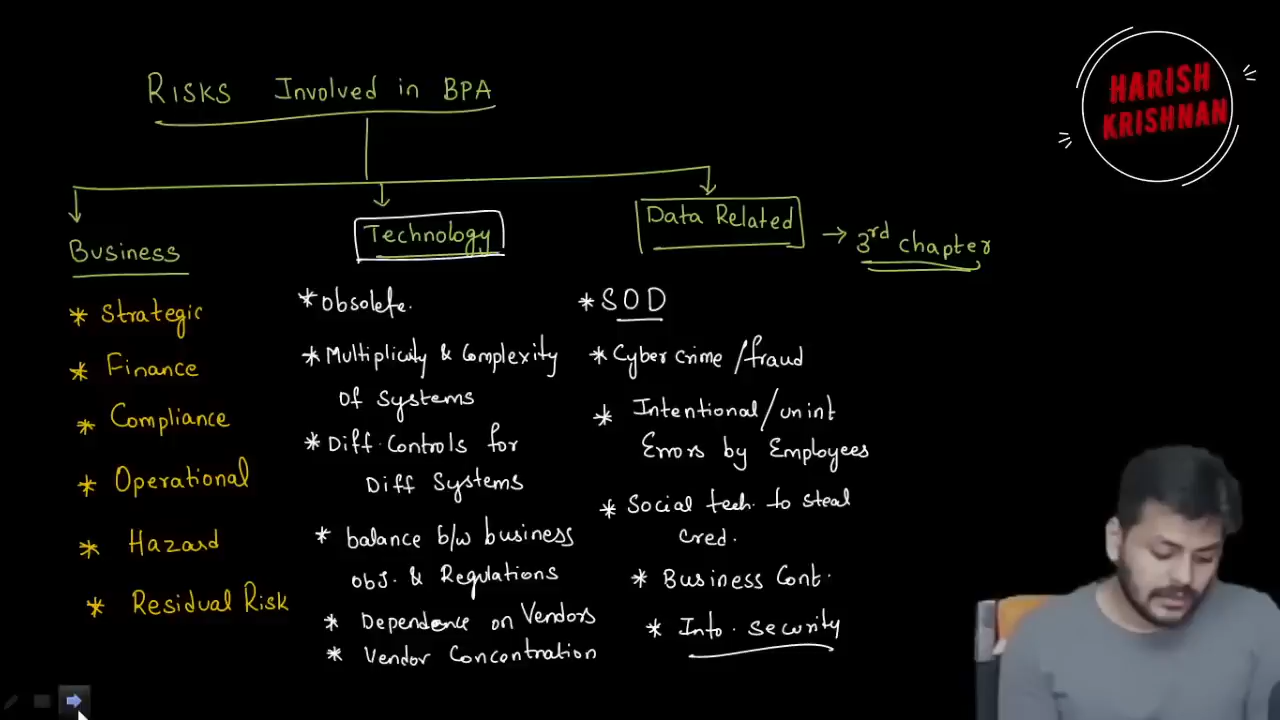 RISKS Involved in BPA
HARISH
KRISHNAN
Business
* Strategic
* Finance
* Compliance
* Operational
* Hazard
* Residual Risk
Technology
* Obsolete.
* Multiplicity & Complexity
Of Systems
* Diff. Controls for
Diff Systems
* balance b/w business
obj. & Regulations
* Dependence on Vendors
* Vendor Concontration
Data Related → 3rd chapter
* SOD
* Cyber crime / fraud
* Intentional / unint
Errors by Employees
* Social tech. to steal
cred.
* Business Cont.
* Info. Security